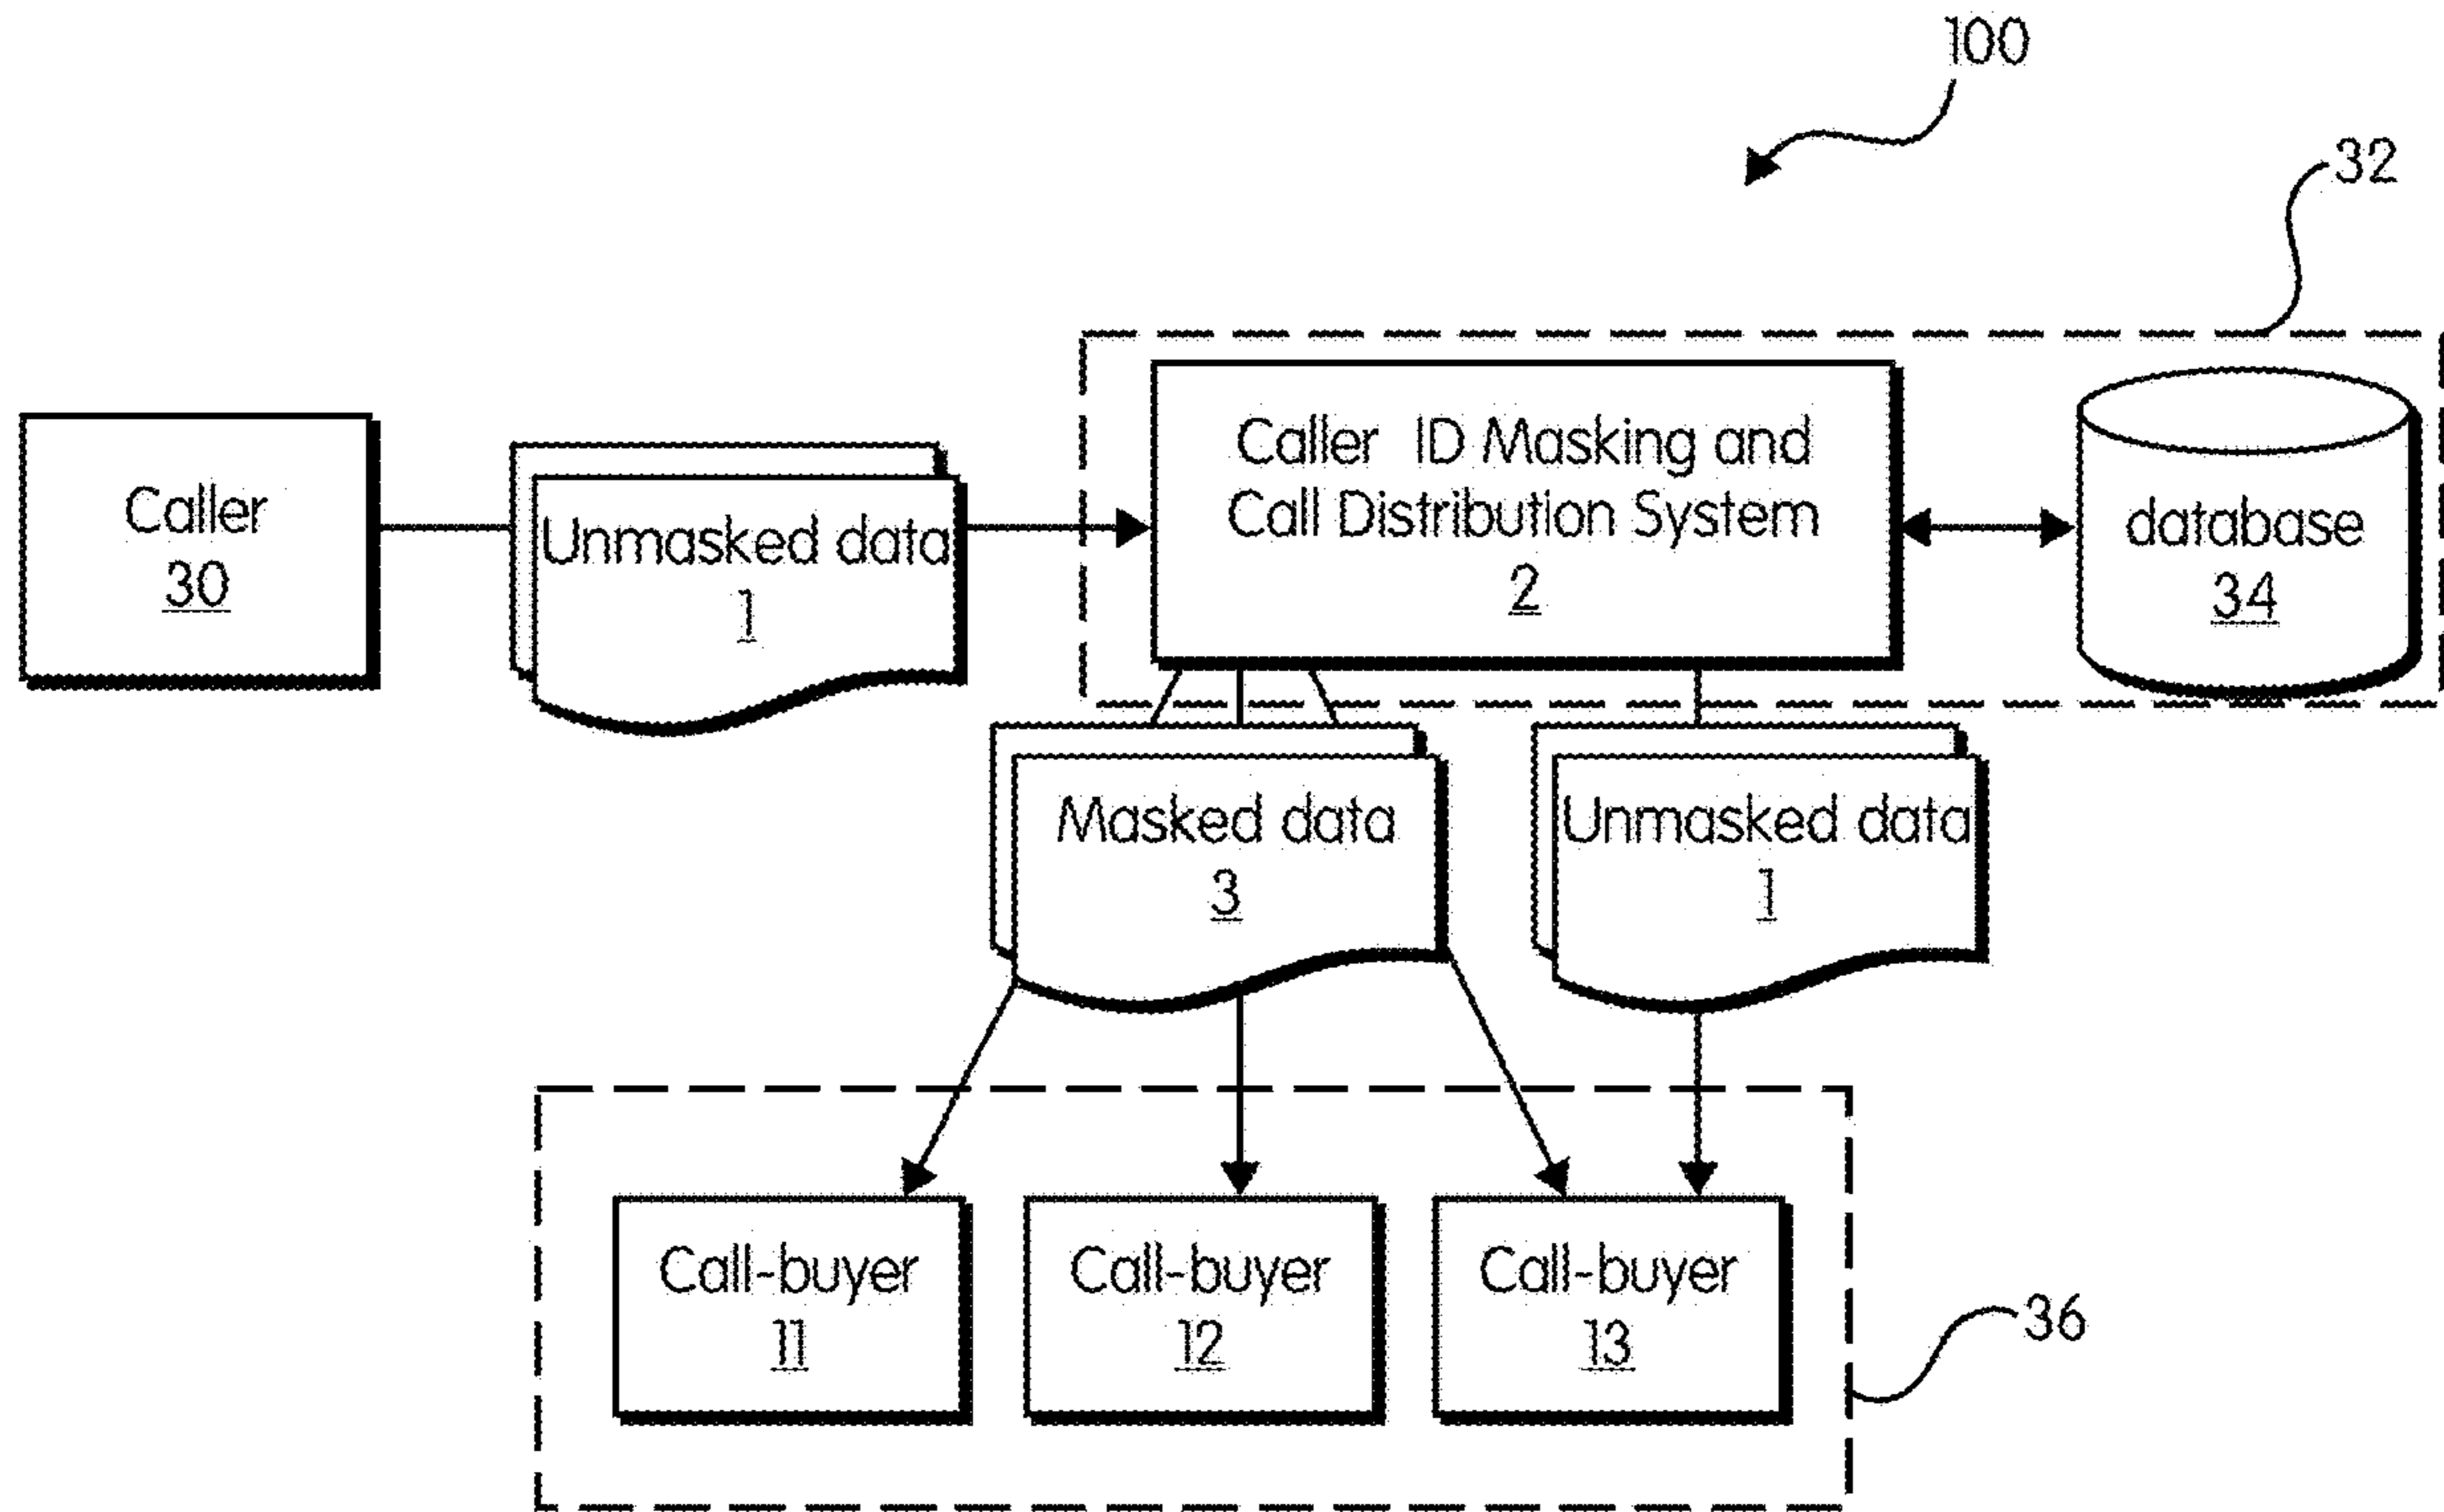 100
32
Caller
30
Unmasked data
1
Caller ID Masking and
Call Distribution System
2
database
34
Masked data
3
Unmasked data
1
Call-buyer
11
Call-buyer
12
Call-buyer
13
36